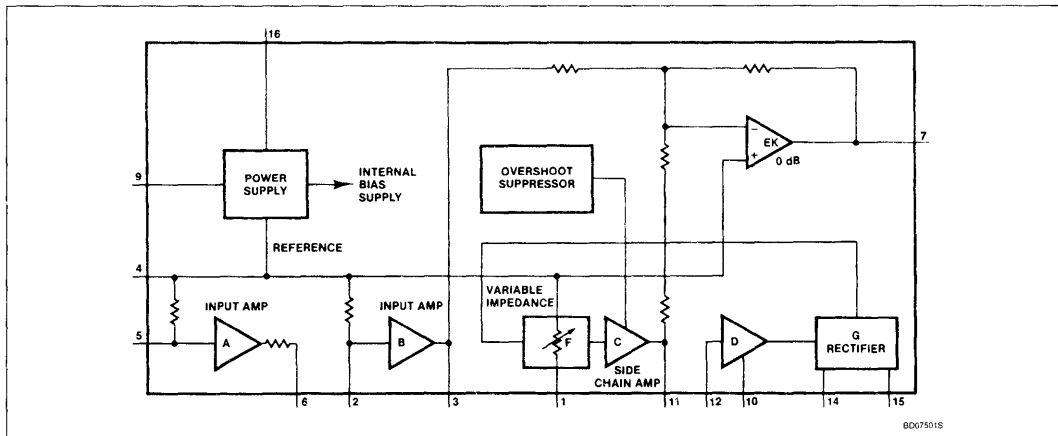 16
7
EK
0 dB
9
POWER
SUPPLY
INTERNAL
BIAS
SUPPLY
OVERSHOOT
SUPPRESSOR
REFERENCE
4
INPUT AMP
INPUT AMP
VARIABLE
IMPEDANCE
5
A
B
F
C
D
G
RECTIFIER
SIDE
CHAIN AMP
6
2
3
1
11
12
10
14
15
BD07501S